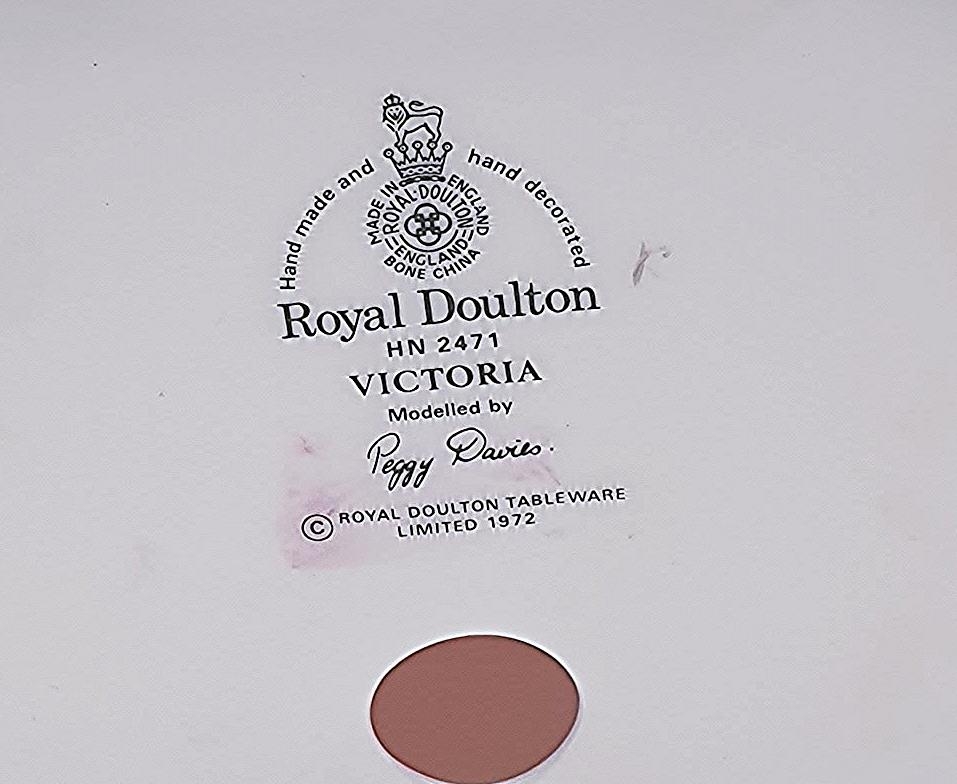 Hand made and hand decorated
MADE IN ENGLAND
ROYAL·DOULTON
ENGLAND
BONE CHINA
Royal Doulton
HN 2471
VICTORIA
Modelled by
Peggy Davies.
© ROYAL DOULTON TABLEWARE
LIMITED 1972